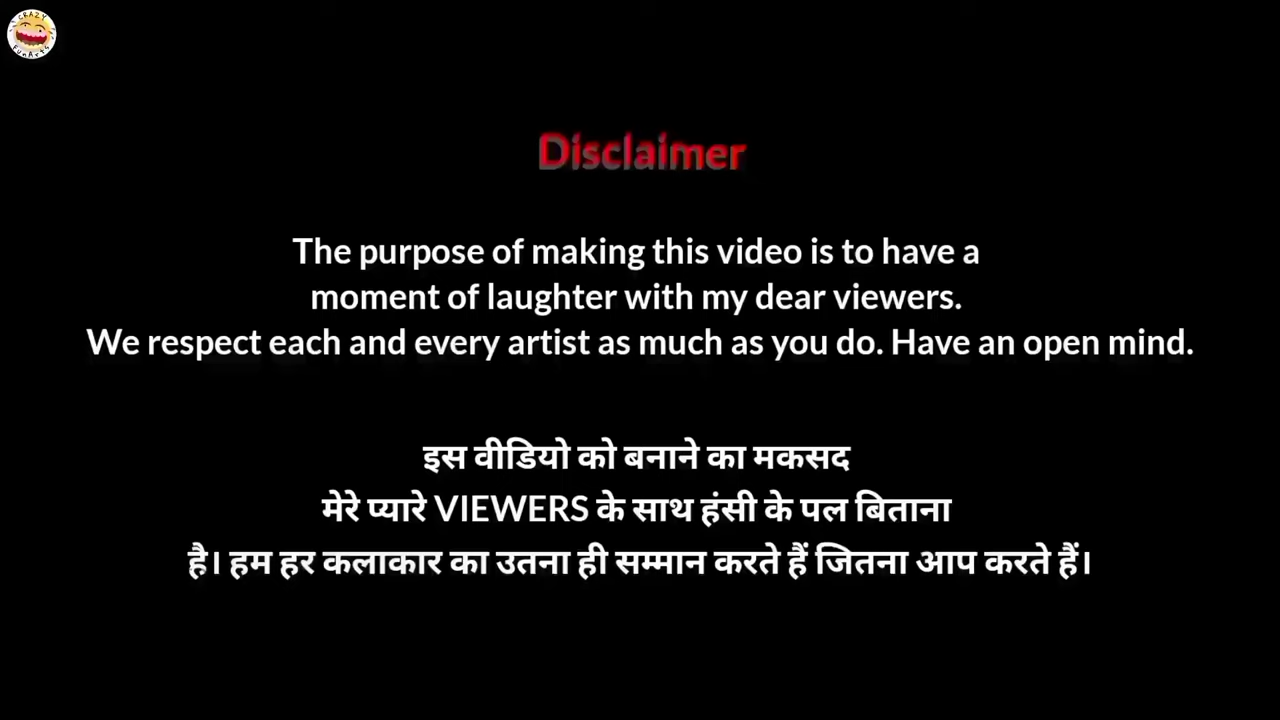 CRAZY
FunArts
Disclaimer
The purpose of making this video is to have a
moment of laughter with my dear viewers.
We respect each and every artist as much as you do. Have an open mind.
इस वीडियो को बनाने का मकसद
मेरे प्यारे VIEWERS के साथ हंसी के पल बिताना
है। हम हर कलाकार का उतना ही सम्मान करते हैं जितना आप करते हैं।